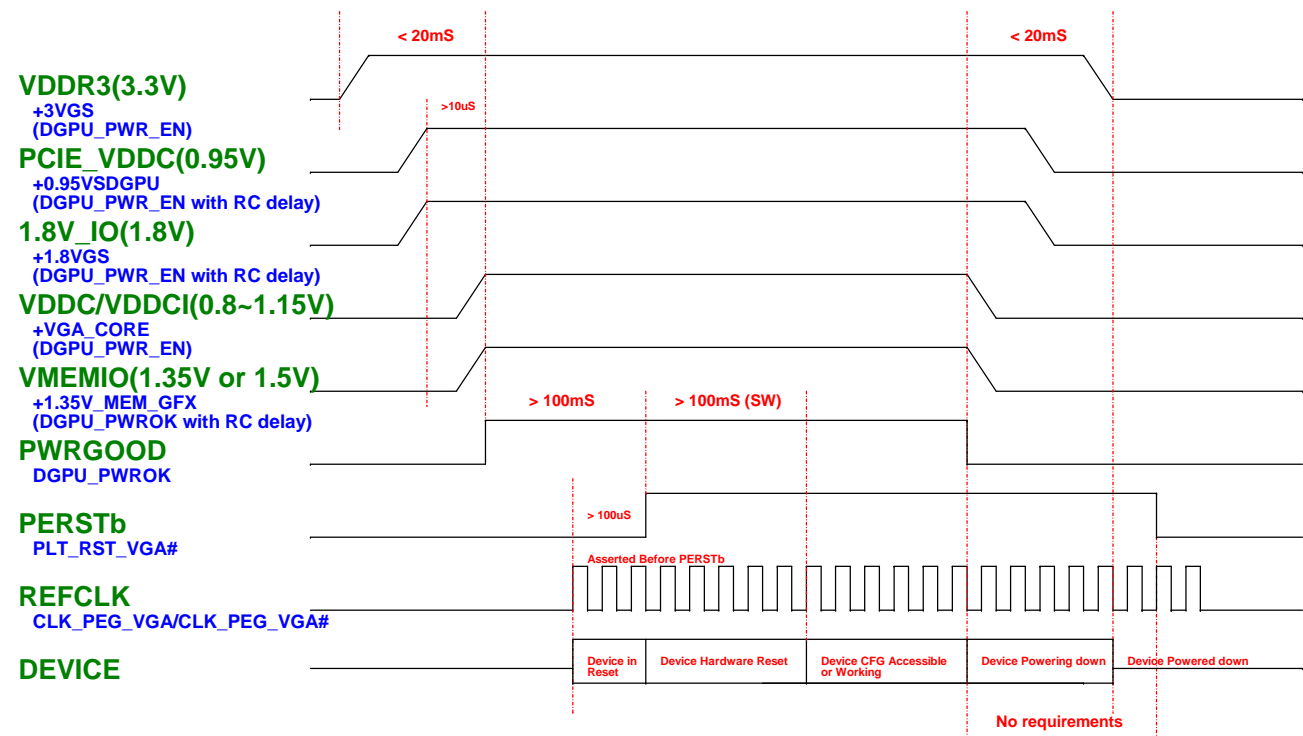 < 20mS
< 20mS
VDDR3(3.3V)
+3VGS
(DGPU_PWR_EN)
>10uS
PCIE_VDDC(0.95V)
+0.95VSDGPU
(DGPU_PWR_EN with RC delay)
1.8V_IO(1.8V)
+1.8VGS
(DGPU_PWR_EN with RC delay)
VDDC/VDDCI(0.8~1.15V)
+VGA_CORE
(DGPU_PWR_EN)
VMEMIO(1.35V or 1.5V)
+1.35V_MEM_GFX
(DGPU_PWROK with RC delay)
> 100mS
> 100mS (SW)
PWRGOOD
DGPU_PWROK
PERSTb
PLT_RST_VGA#
> 100uS
Asserted Before PERSTb
REFCLK
CLK_PEG_VGA/CLK_PEG_VGA#
DEVICE
Device in
Reset
Device Hardware Reset
Device CFG Accessible
or Working
Device Powering down
Device Powered down
No requirements